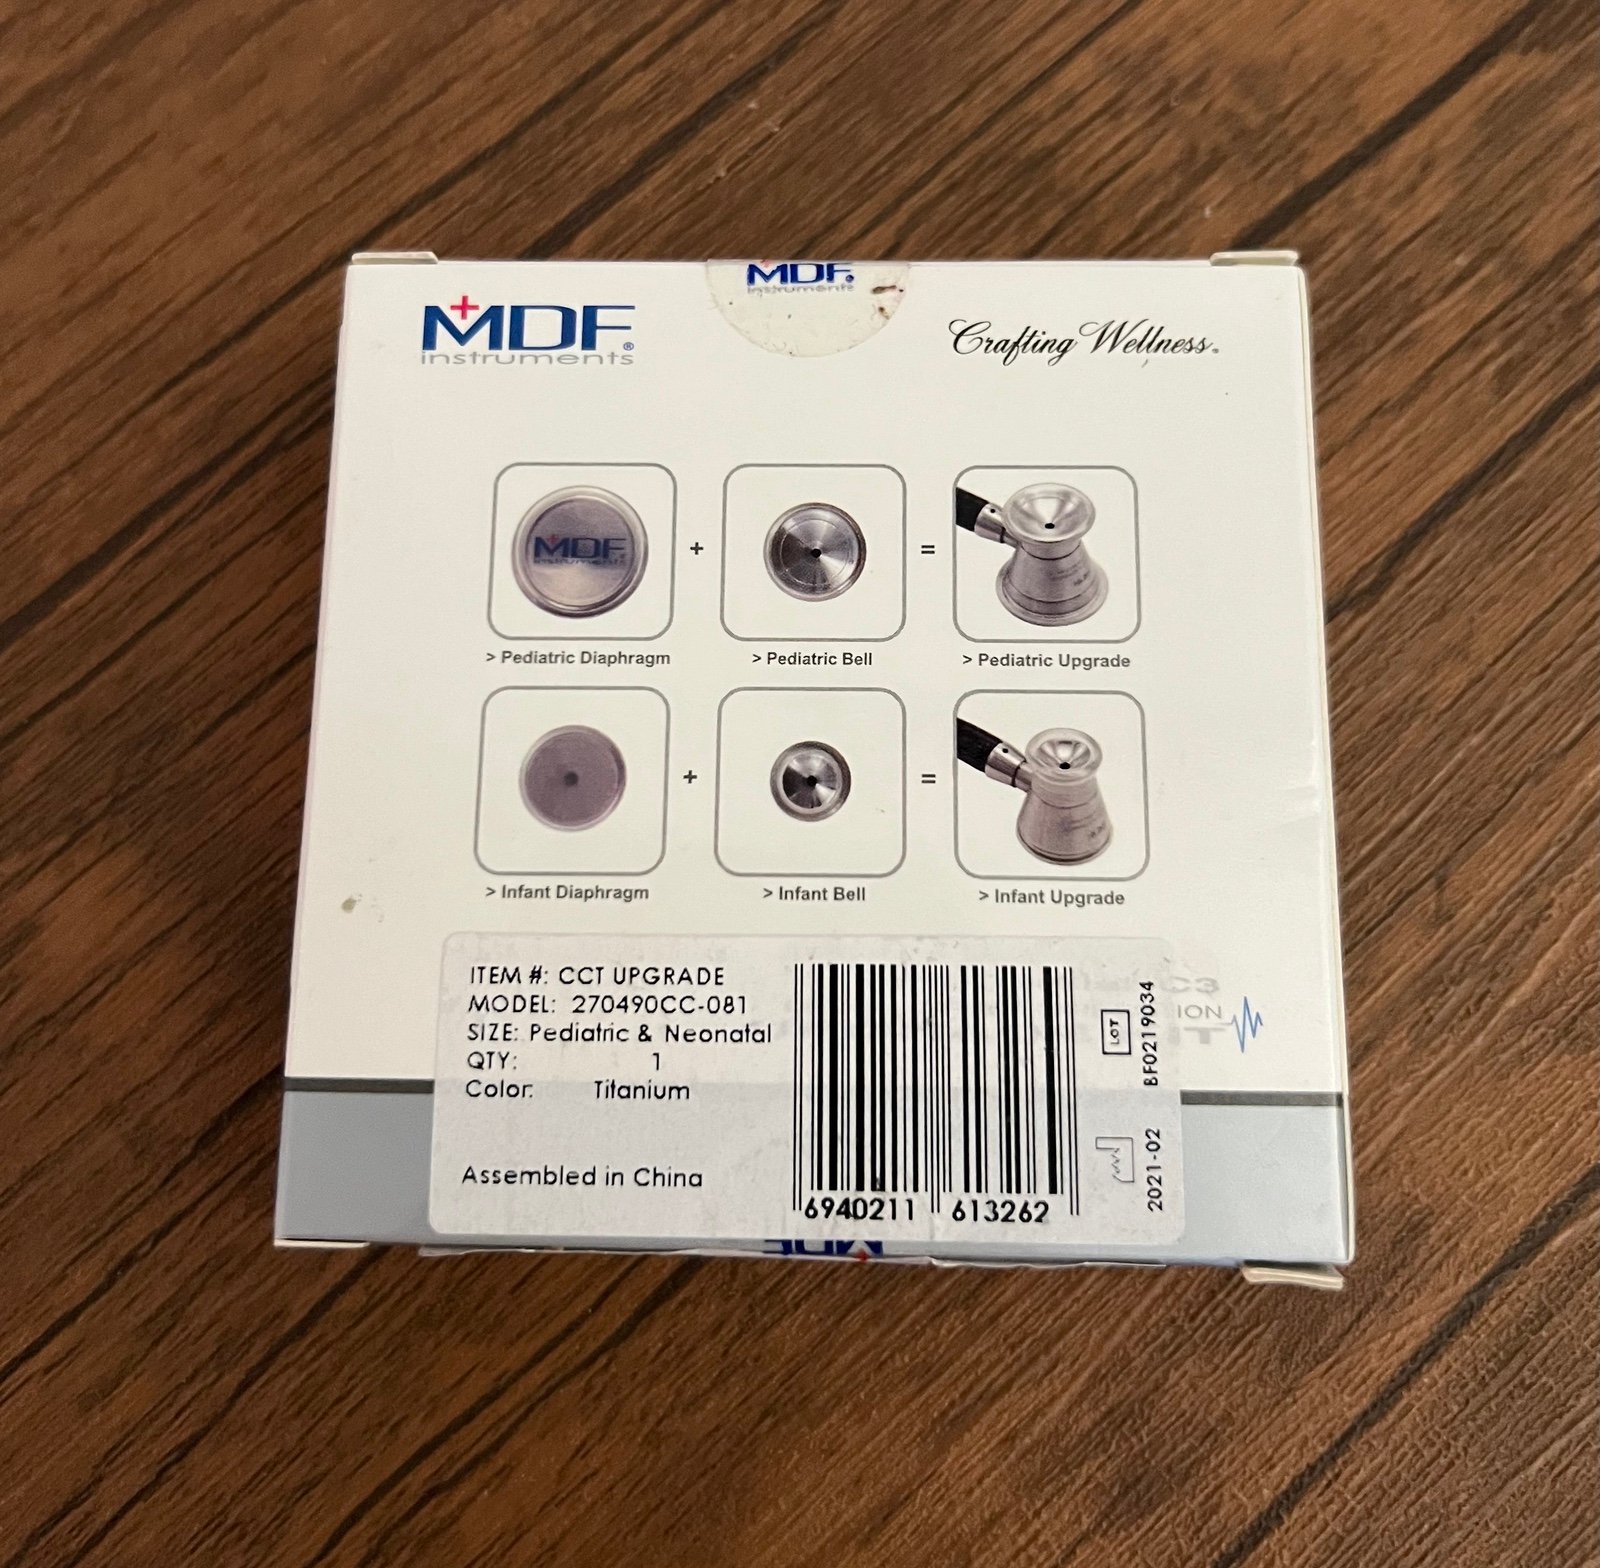 MDF®
instruments
MDF®
instruments
Crafting Wellness®
MDF
instruments
+
=
> Pediatric Diaphragm
> Pediatric Bell
> Pediatric Upgrade
+
=
> Infant Diaphragm
> Infant Bell
> Infant Upgrade
ITEM #: CCT UPGRADE
MODEL: 270490CC-081
SIZE: Pediatric & Neonatal
QTY: 1
Color: Titanium
Assembled in China
6940211 613262
LOT
BF0219034
2021-02
ION
MDF